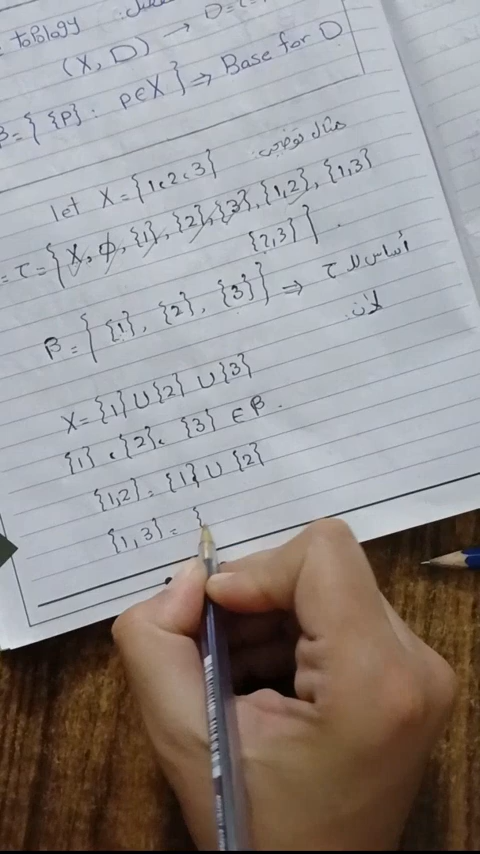 topology
(X, D) → D=
β={ {P} : P∈X } ⇒ Base for D
مثال توضيحي:
let X = {1،2،3}
= τ = { X, ϕ, {1}, {2}, {3}, {1,2}, {1,3}
{2,3} }.
β = { {1}, {2}, {3} } ⇒ أساس لـ τ
لأن:
X = {1} ∪ {2} ∪ {3}
{1} ، {2}، {3} ∈ β.
{1,2} = {1} ∪ {2}
{1,3} = {